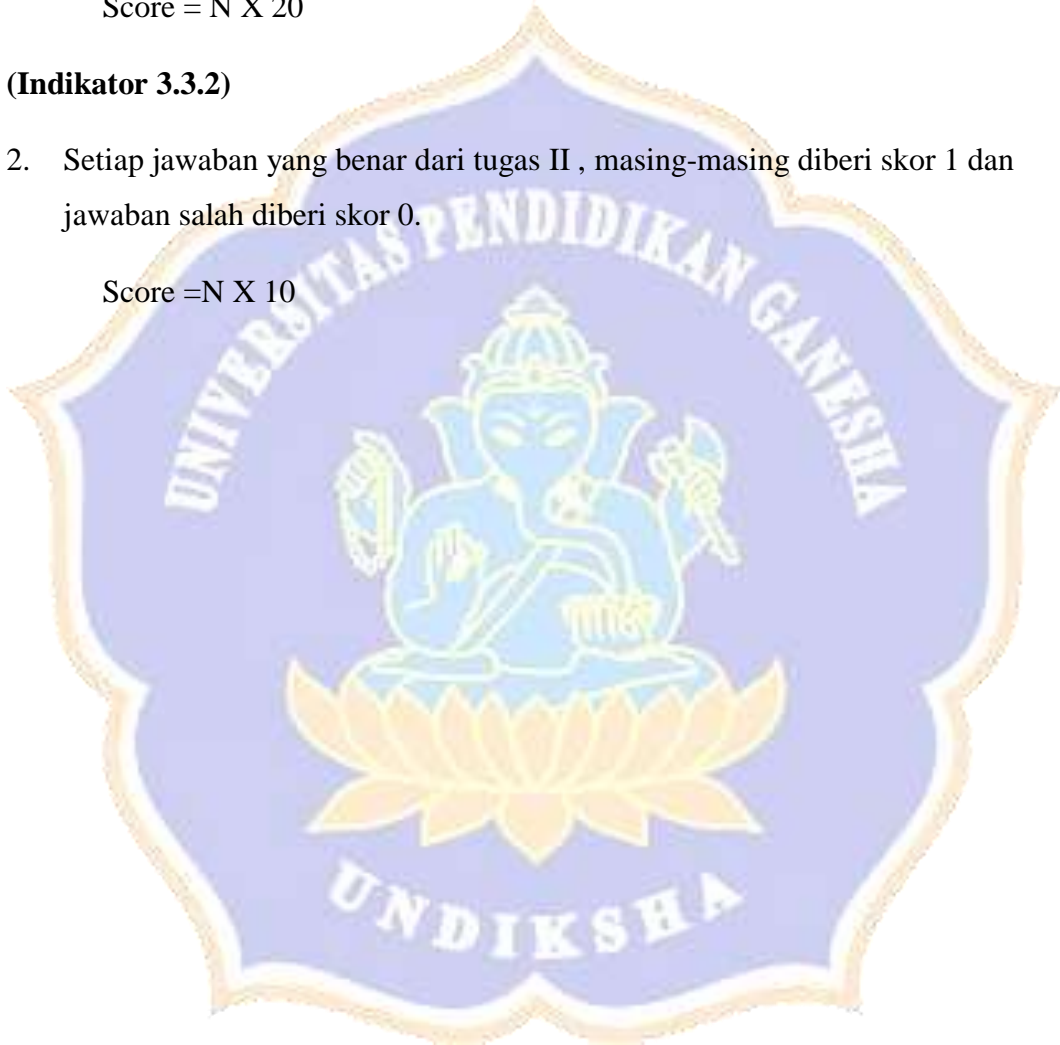 Score = N X 20
(Indikator 3.3.2)
2. Setiap jawaban yang benar dari tugas II , masing-masing diberi skor 1 dan
jawaban salah diberi skor 0.
Score =N X 10
UNIVERSITAS PENDIDIKAN GANESHA
UNDIKSHA